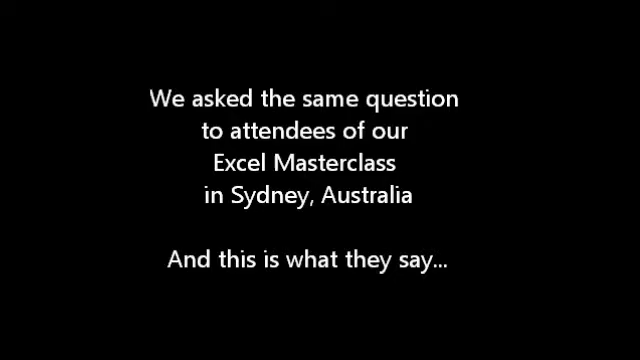 We asked the same question
to attendees of our
Excel Masterclass
in Sydney, Australia
And this is what they say...